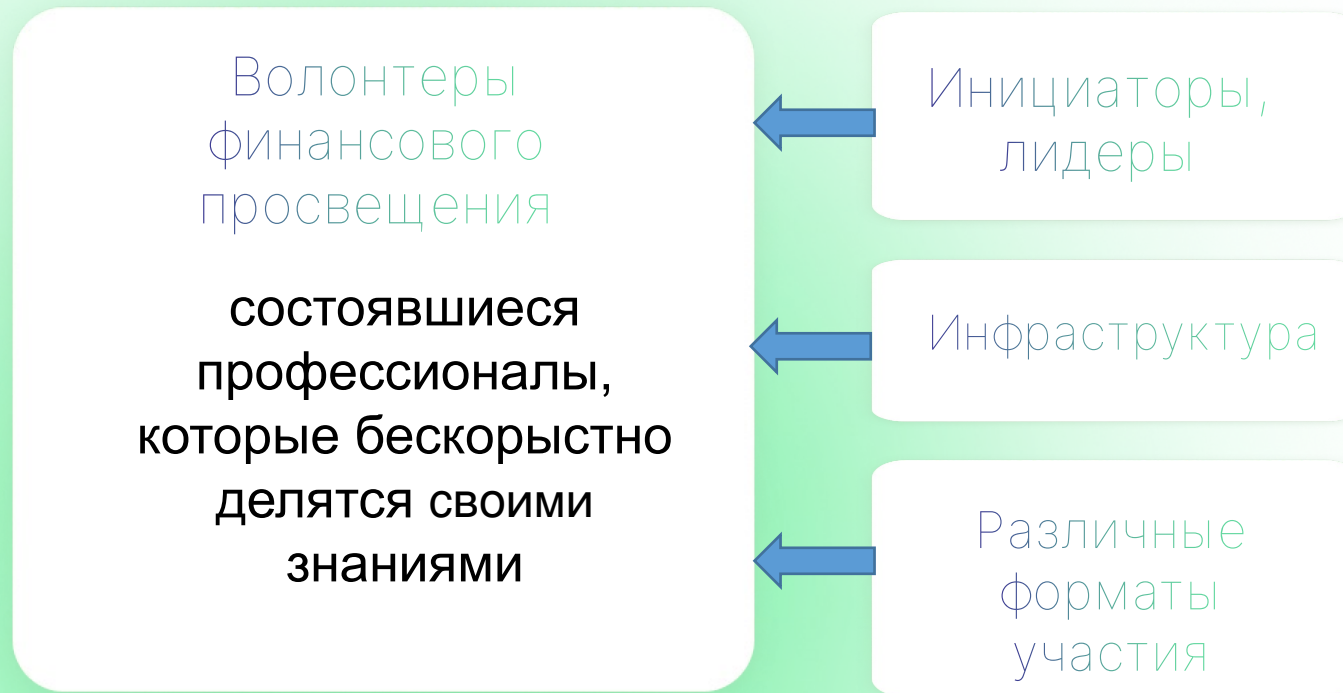 Волонтеры
финансового
просвещения
состоявшиеся
профессионалы,
которые бескорыстно
делятся своими
знаниями
Инициаторы,
лидеры
Инфраструктура
Различные
форматы
участия